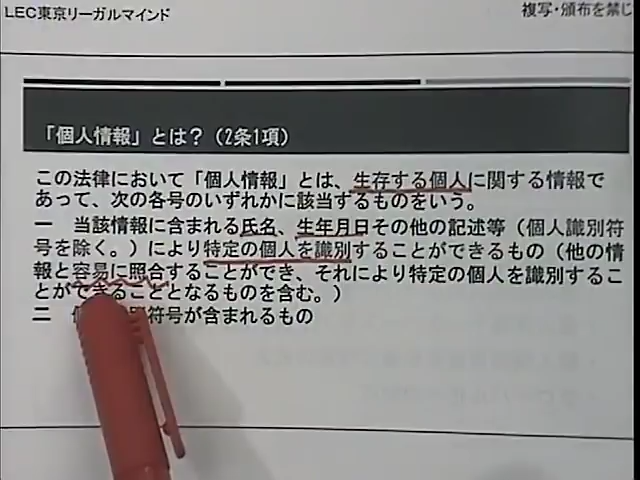 LEC東京リーガルマインド
複写・頒布を禁じ
「個人情報」とは？（2条1項）
この法律において「個人情報」とは、生存する個人に関する情報で
あって、次の各号のいずれかに該当するものをいう。
一　当該情報に含まれる氏名、生年月日その他の記述等（個人識別符
号を除く。）により特定の個人を識別することができるもの（他の情
報と容易に照合することができ、それにより特定の個人を識別するこ
とができることとなるものを含む。）
二　別符号が含まれるもの